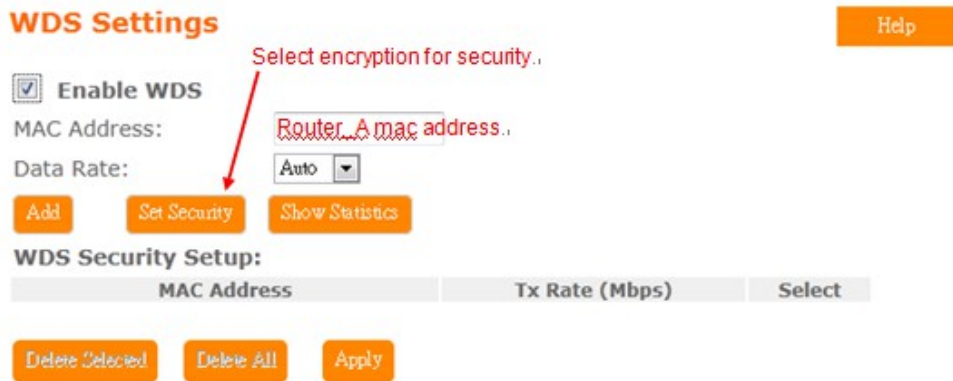 WDS Settings
Help
Select encryption for security.
Enable WDS
MAC Address: Router_A mac address.
Data Rate: Auto
Add Set Security Show Statistics
WDS Security Setup:
MAC Address Tx Rate (Mbps) Select
Delete Selected Delete All Apply